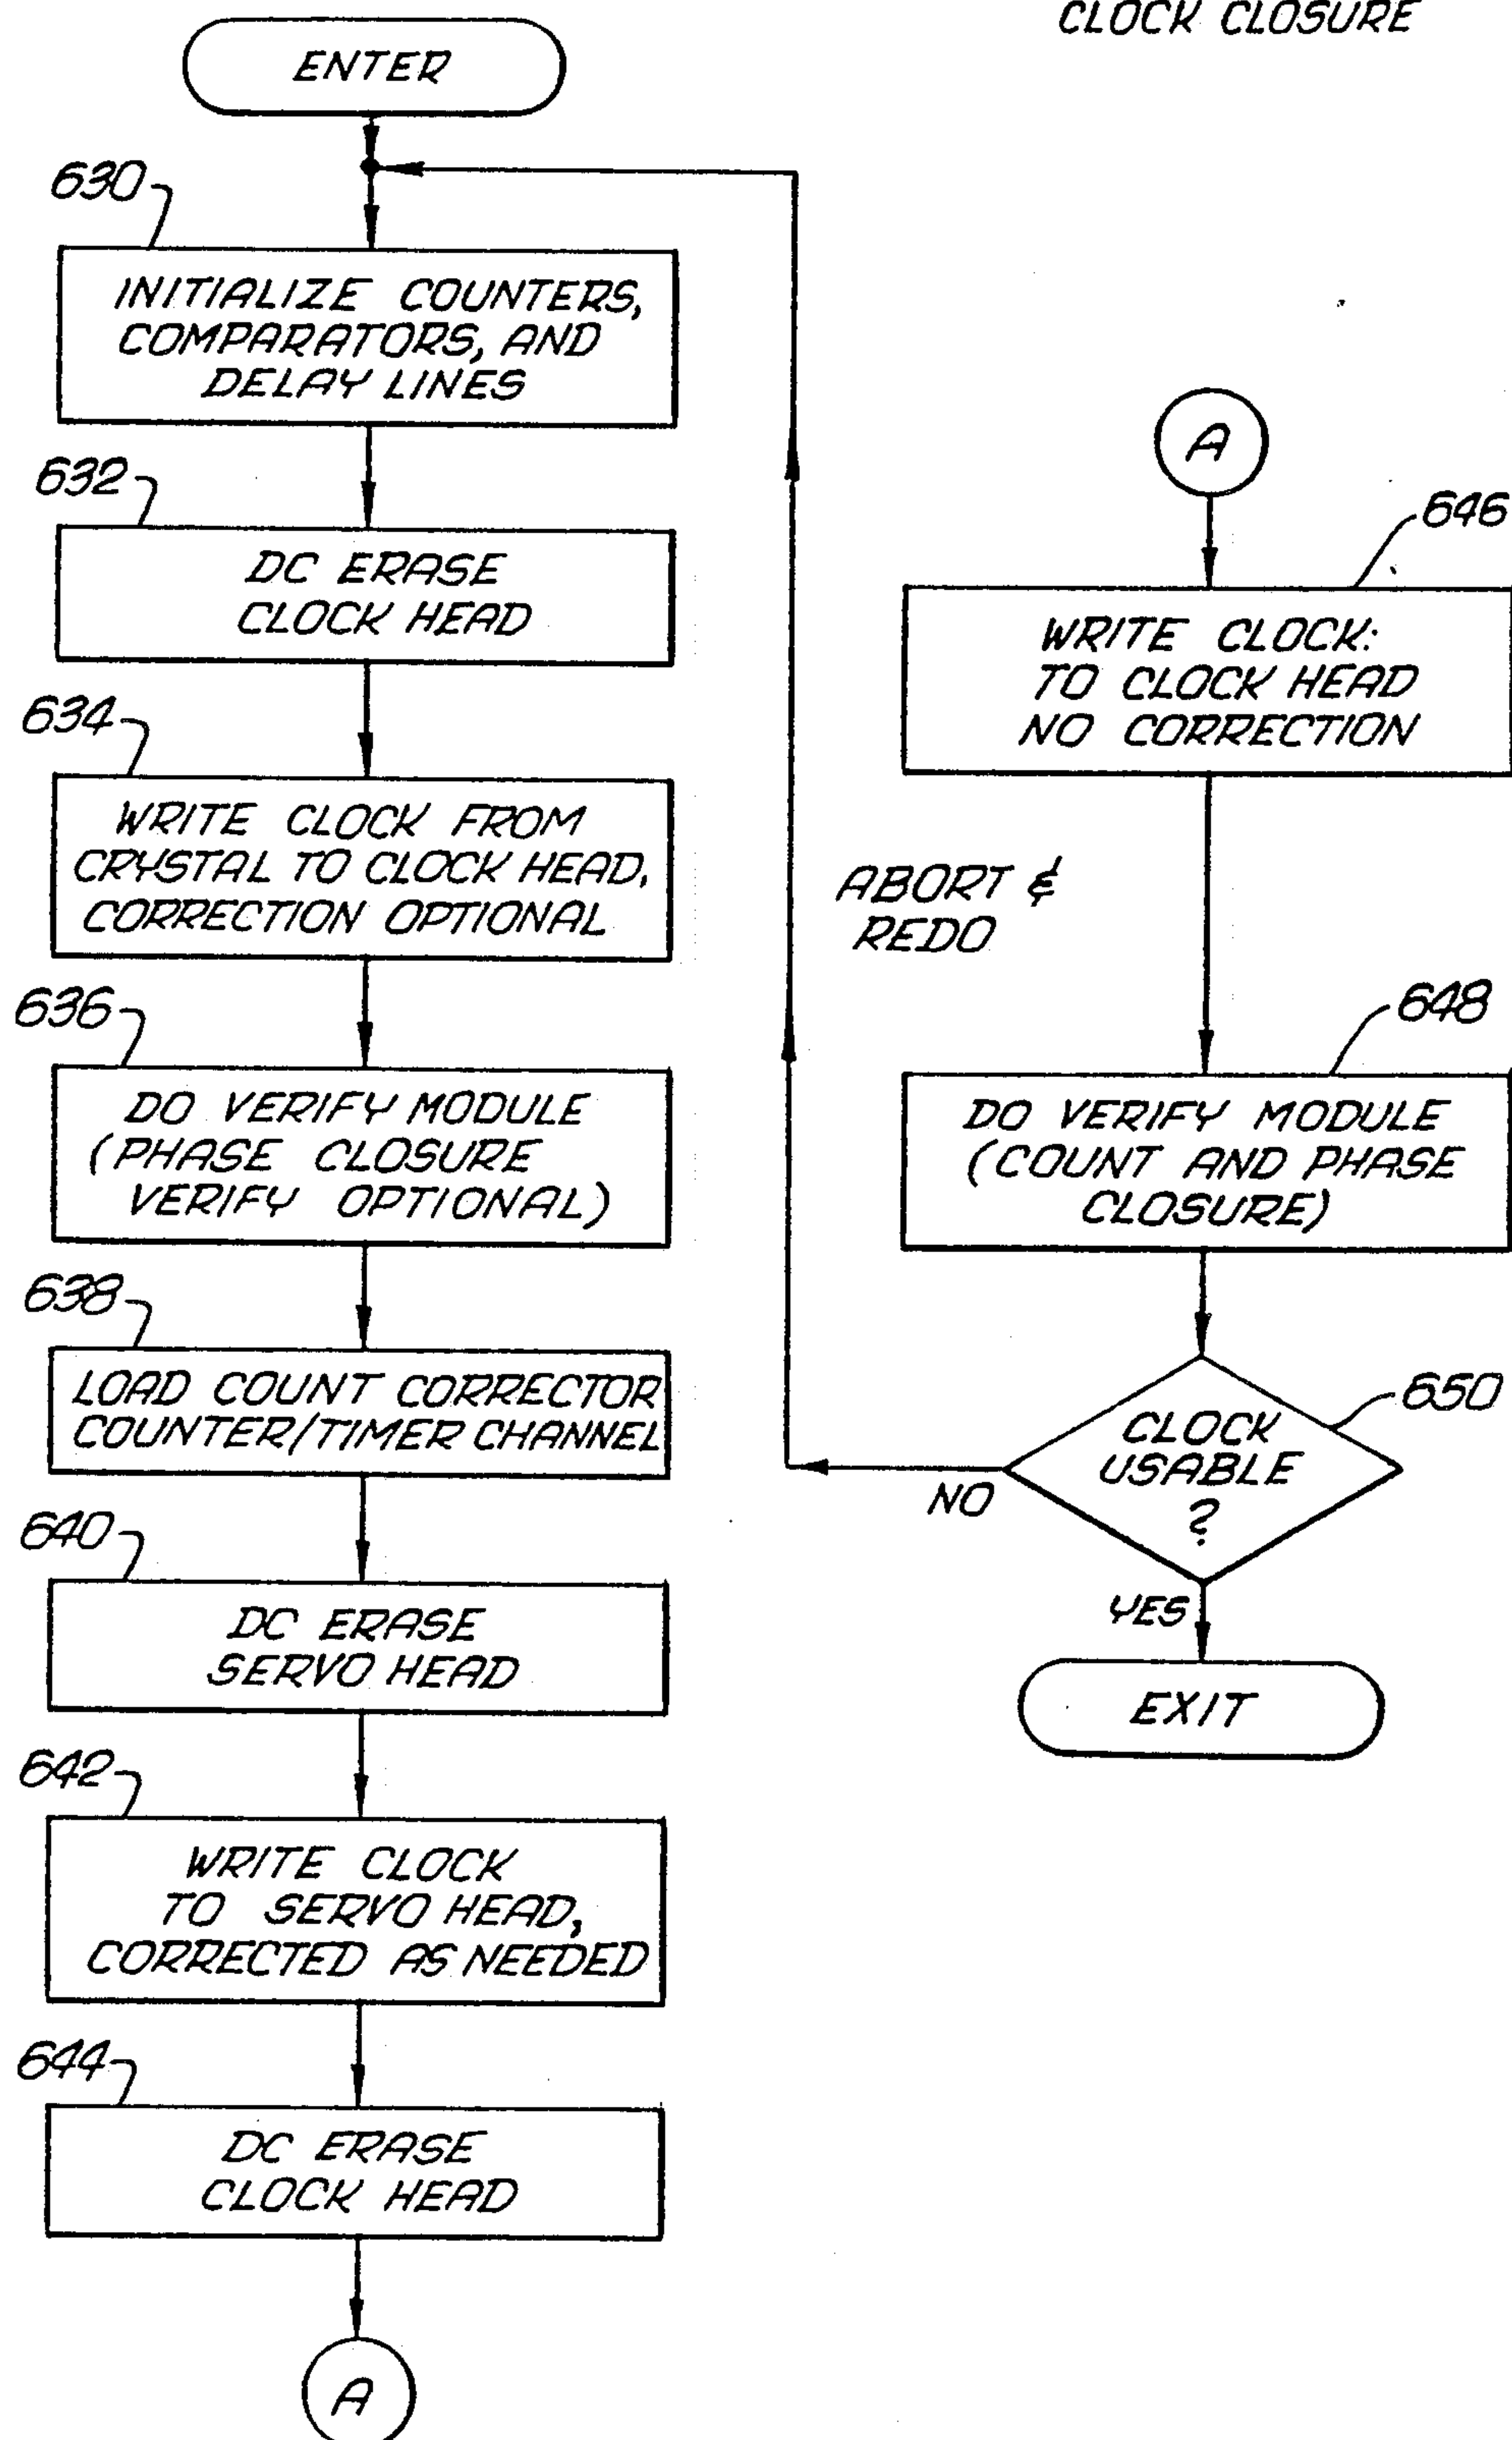 CLOCK CLOSURE
ENTER
630
INITIALIZE COUNTERS,
COMPARATORS, AND
DELAY LINES
632
DC ERASE
CLOCK HEAD
634
WRITE CLOCK FROM
CRYSTAL TO CLOCK HEAD,
CORRECTION OPTIONAL
636
DO VERIFY MODULE
(PHASE CLOSURE
VERIFY OPTIONAL)
638
LOAD COUNT CORRECTOR
COUNTER/TIMER CHANNEL
640
DC ERASE
SERVO HEAD
642
WRITE CLOCK
TO SERVO HEAD,
CORRECTED AS NEEDED
644
DC ERASE
CLOCK HEAD
A
A
646
WRITE CLOCK:
TO CLOCK HEAD
NO CORRECTION
ABORT &
REDO
648
DO VERIFY MODULE
(COUNT AND PHASE
CLOSURE)
650
CLOCK
USABLE
?
NO
YES
EXIT